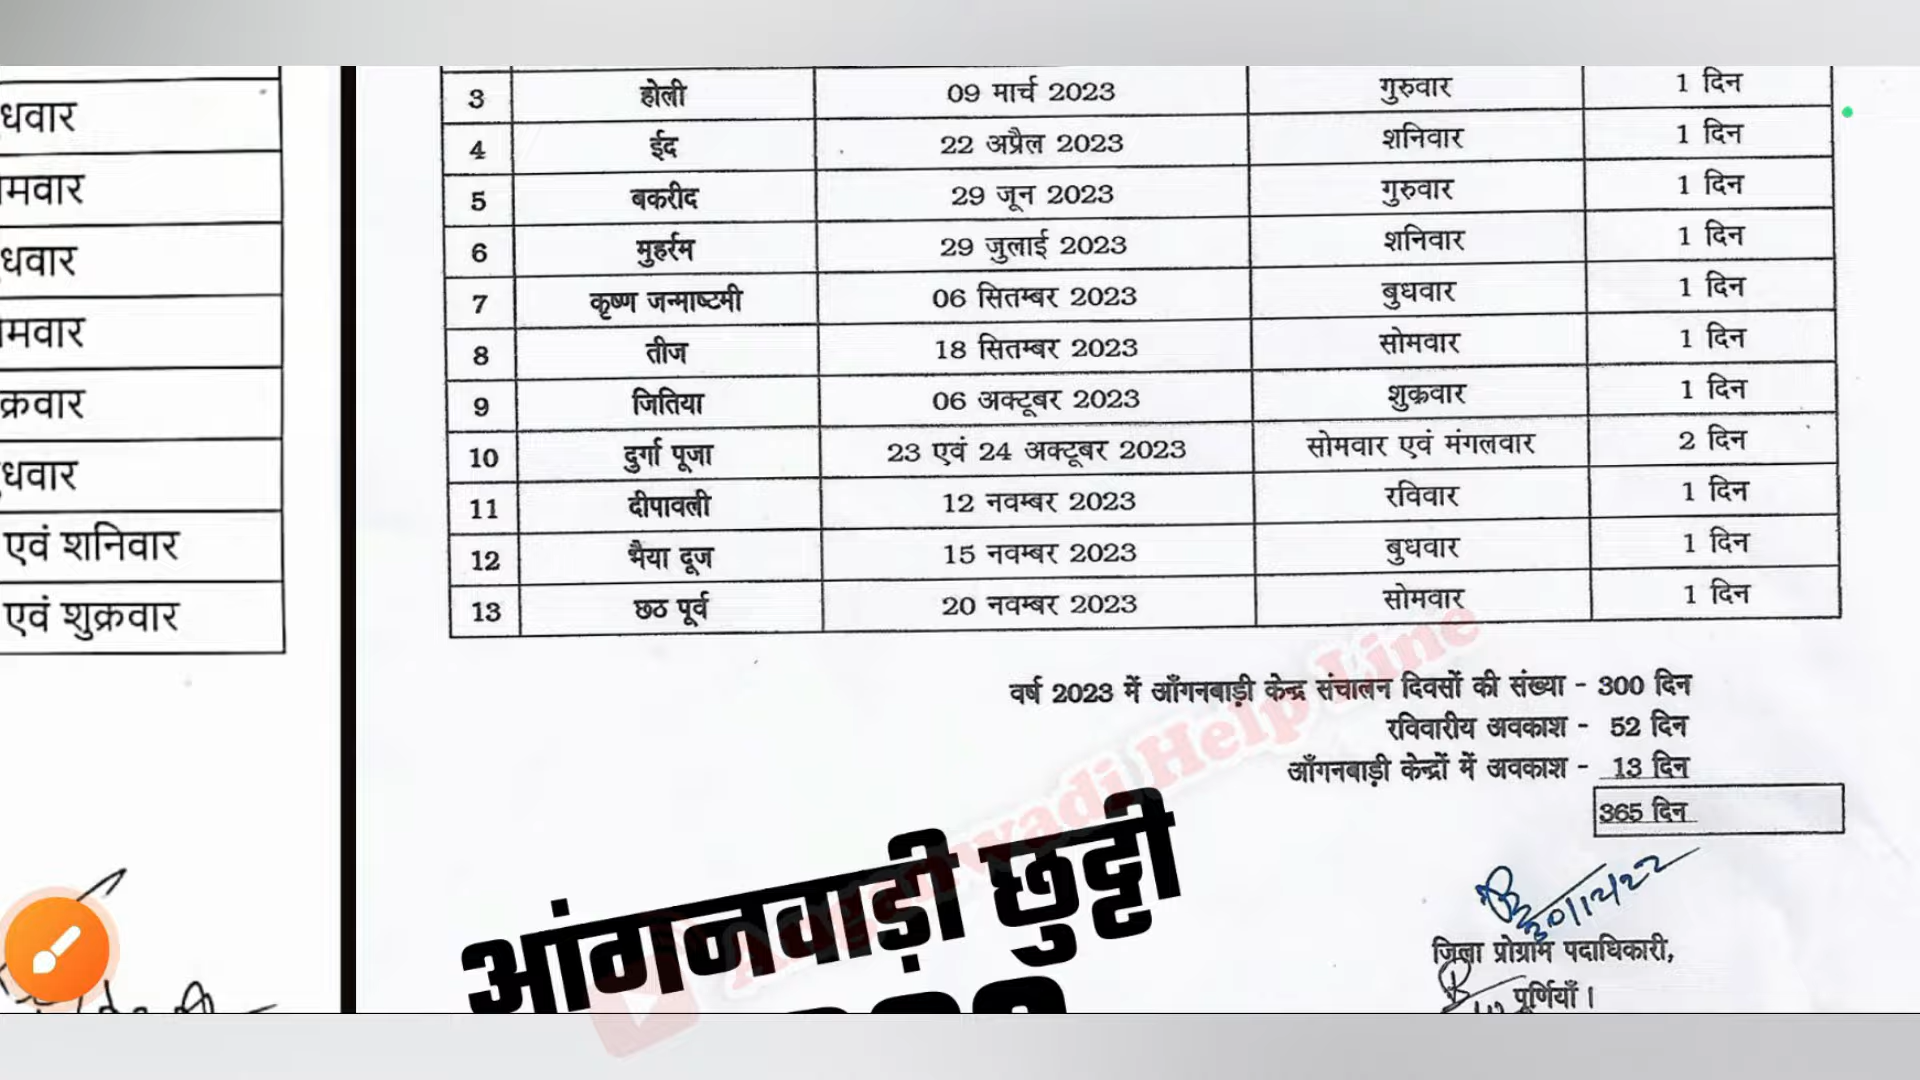 धवार
मवार
धवार
मवार
क्रवार
धवार
एवं शनिवार
एवं शुक्रवार
3 होली 09 मार्च 2023 गुरुवार 1 दिन
4 ईद 22 अप्रैल 2023 शनिवार 1 दिन
5 बकरीद 29 जून 2023 गुरुवार 1 दिन
6 मुहर्रम 29 जुलाई 2023 शनिवार 1 दिन
7 कृष्ण जन्माष्टमी 06 सितम्बर 2023 बुधवार 1 दिन
8 तीज 18 सितम्बर 2023 सोमवार 1 दिन
9 जितिया 06 अक्टूबर 2023 शुक्रवार 1 दिन
10 दुर्गा पूजा 23 एवं 24 अक्टूबर 2023 सोमवार एवं मंगलवार 2 दिन
11 दीपावली 12 नवम्बर 2023 रविवार 1 दिन
12 भैया दूज 15 नवम्बर 2023 बुधवार 1 दिन
13 छठ पूर्व 20 नवम्बर 2023 सोमवार 1 दिन
वर्ष 2023 में आँगनबाड़ी केन्द्र संचालन दिवसों की संख्या - 300 दिन
रविवारीय अवकाश - 52 दिन
आँगनबाड़ी केन्द्रों में अवकाश - 13 दिन
365 दिन
Aanganwadi Help Line
आंगनवाड़ी छुट्टी
30/12/22
जिला प्रोग्राम पदाधिकारी,
पूर्णियाँ।